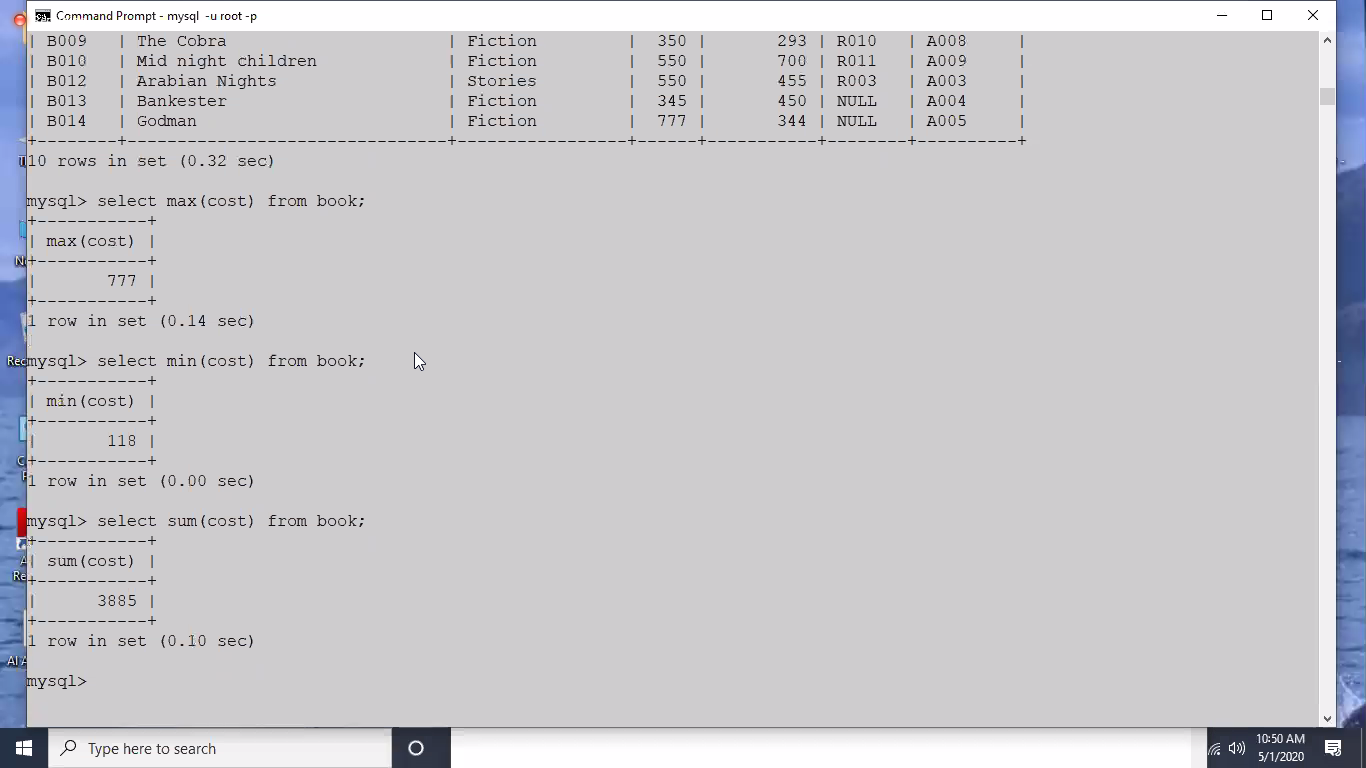 Command Prompt - mysql -u root -p
| B009 | The Cobra | Fiction | 350 | 293 | R010 | A008 |
| B010 | Mid night children | Fiction | 550 | 700 | R011 | A009 |
| B012 | Arabian Nights | Stories | 550 | 455 | R003 | A003 |
| B013 | Bankester | Fiction | 345 | 450 | NULL | A004 |
| B014 | Godman | Fiction | 777 | 344 | NULL | A005 |
+--------+--------------------------------+-----------------+------+-----------+--------+----------+
10 rows in set (0.32 sec)
mysql> select max(cost) from book;
+-----------+
| max(cost) |
+-----------+
| 777 |
+-----------+
1 row in set (0.14 sec)
mysql> select min(cost) from book;
+-----------+
| min(cost) |
+-----------+
| 118 |
+-----------+
1 row in set (0.00 sec)
mysql> select sum(cost) from book;
+-----------+
| sum(cost) |
+-----------+
| 3885 |
+-----------+
1 row in set (0.10 sec)
mysql>
Type here to search
10:50 AM
5/1/2020